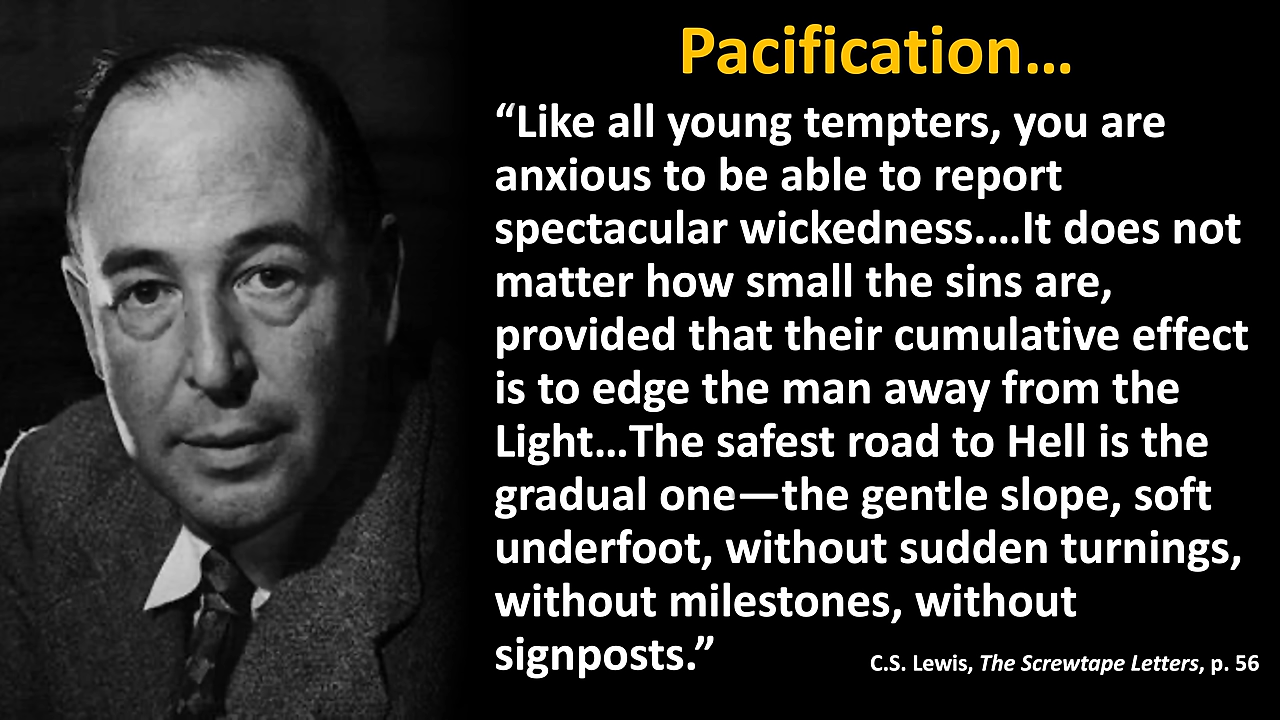 Pacification…
“Like all young tempters, you are
anxious to be able to report
spectacular wickedness.…It does not
matter how small the sins are,
provided that their cumulative effect
is to edge the man away from the
Light…The safest road to Hell is the
gradual one—the gentle slope, soft
underfoot, without sudden turnings,
without milestones, without
signposts.”
C.S. Lewis, The Screwtape Letters, p. 56